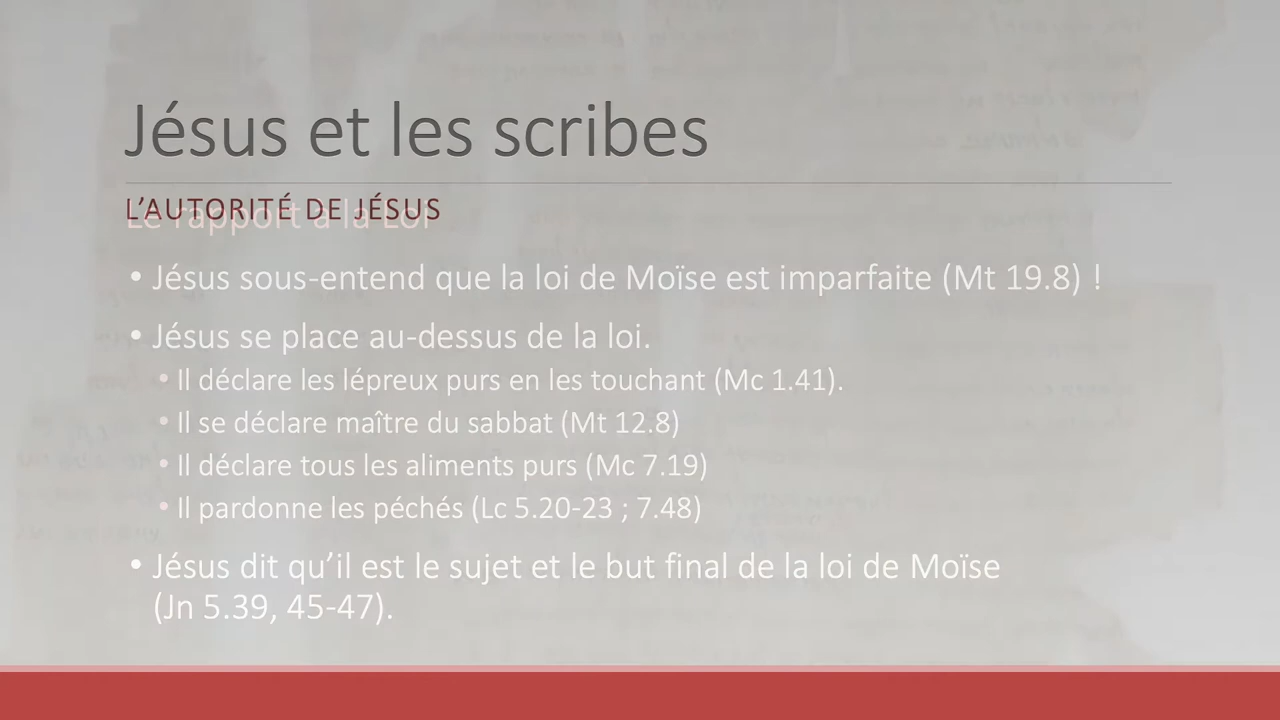 Jésus et les scribes
L'AUTORITÉ DE JÉSUS
Le rapport à la Loi
• Jésus sous-entend que la loi de Moïse est imparfaite (Mt 19.8) !
• Jésus se place au-dessus de la loi.
• Il déclare les lépreux purs en les touchant (Mc 1.41).
• Il se déclare maître du sabbat (Mt 12.8)
• Il déclare tous les aliments purs (Mc 7.19)
• Il pardonne les péchés (Lc 5.20-23 ; 7.48)
• Jésus dit qu'il est le sujet et le but final de la loi de Moïse
(Jn 5.39, 45-47).